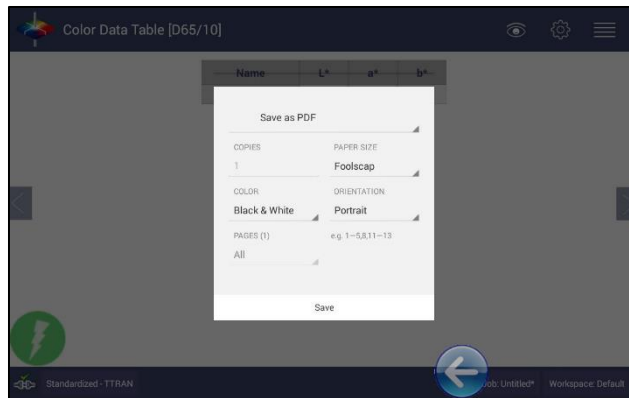 Color Data Table [D65/10]
Name L* a* b*
Save as PDF
COPIES PAPER SIZE
1 Foolscap
COLOR ORIENTATION
Black & White Portrait
PAGES (1) e.g. 1—5,8,11—13
All
Save
Standardized - TTRAN ob: Untitled* Workspace: Default